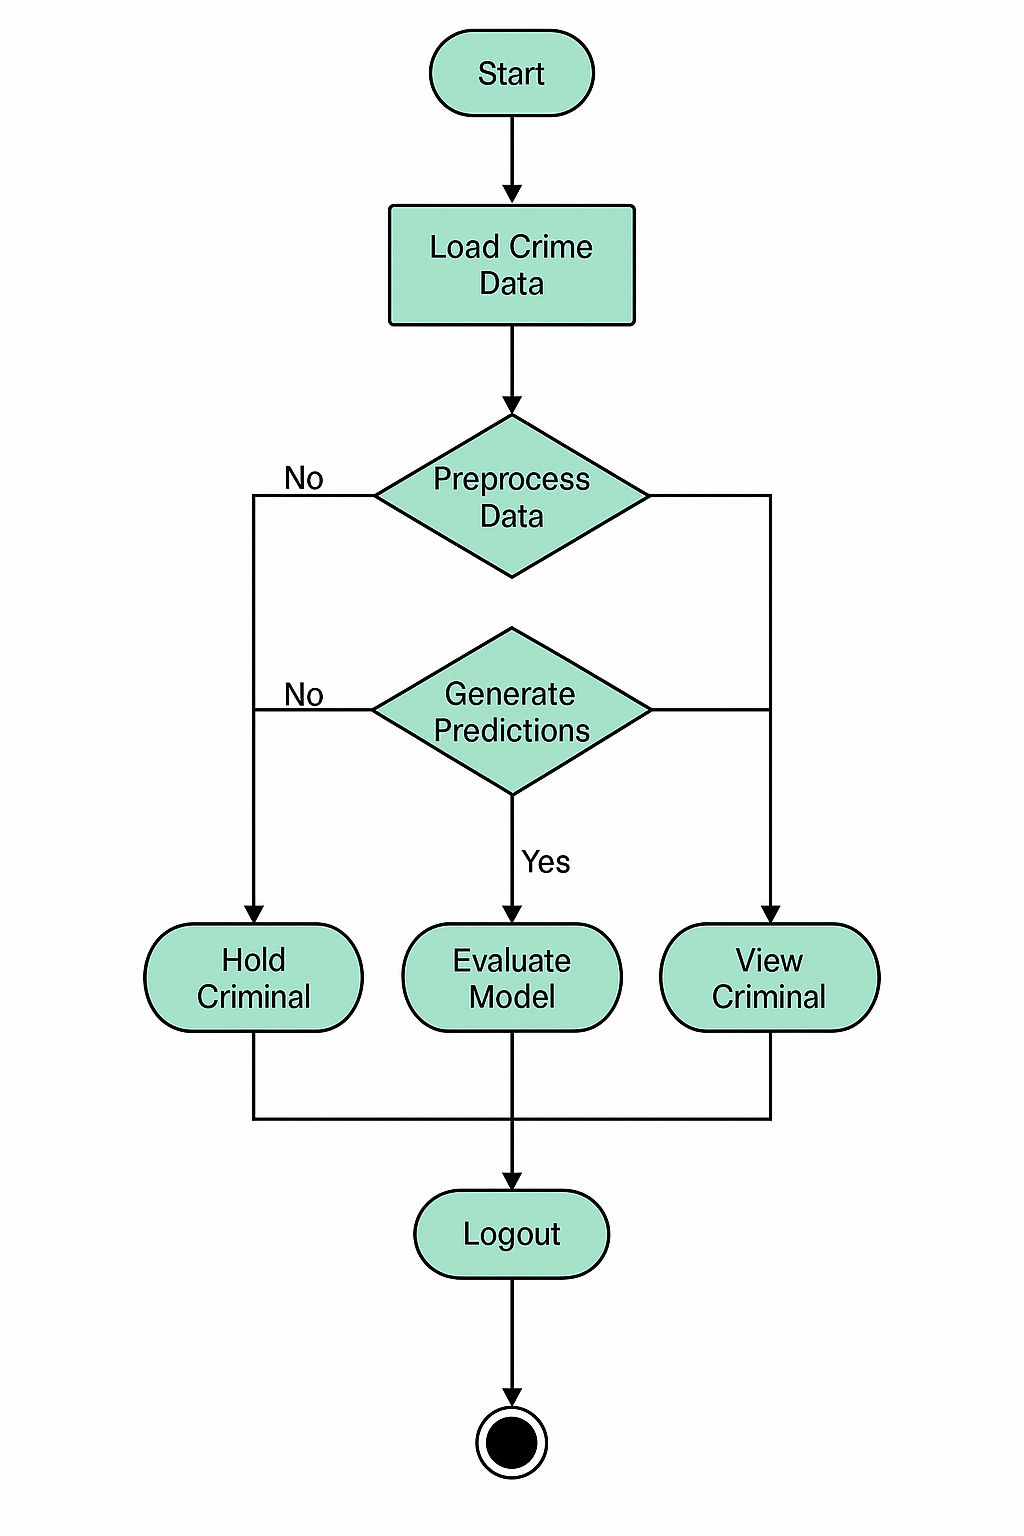 Start
Load Crime
Data
No
Preprocess
Data
No
Generate
Predictions
Yes
Hold
Criminal
Evaluate
Model
View
Criminal
Logout